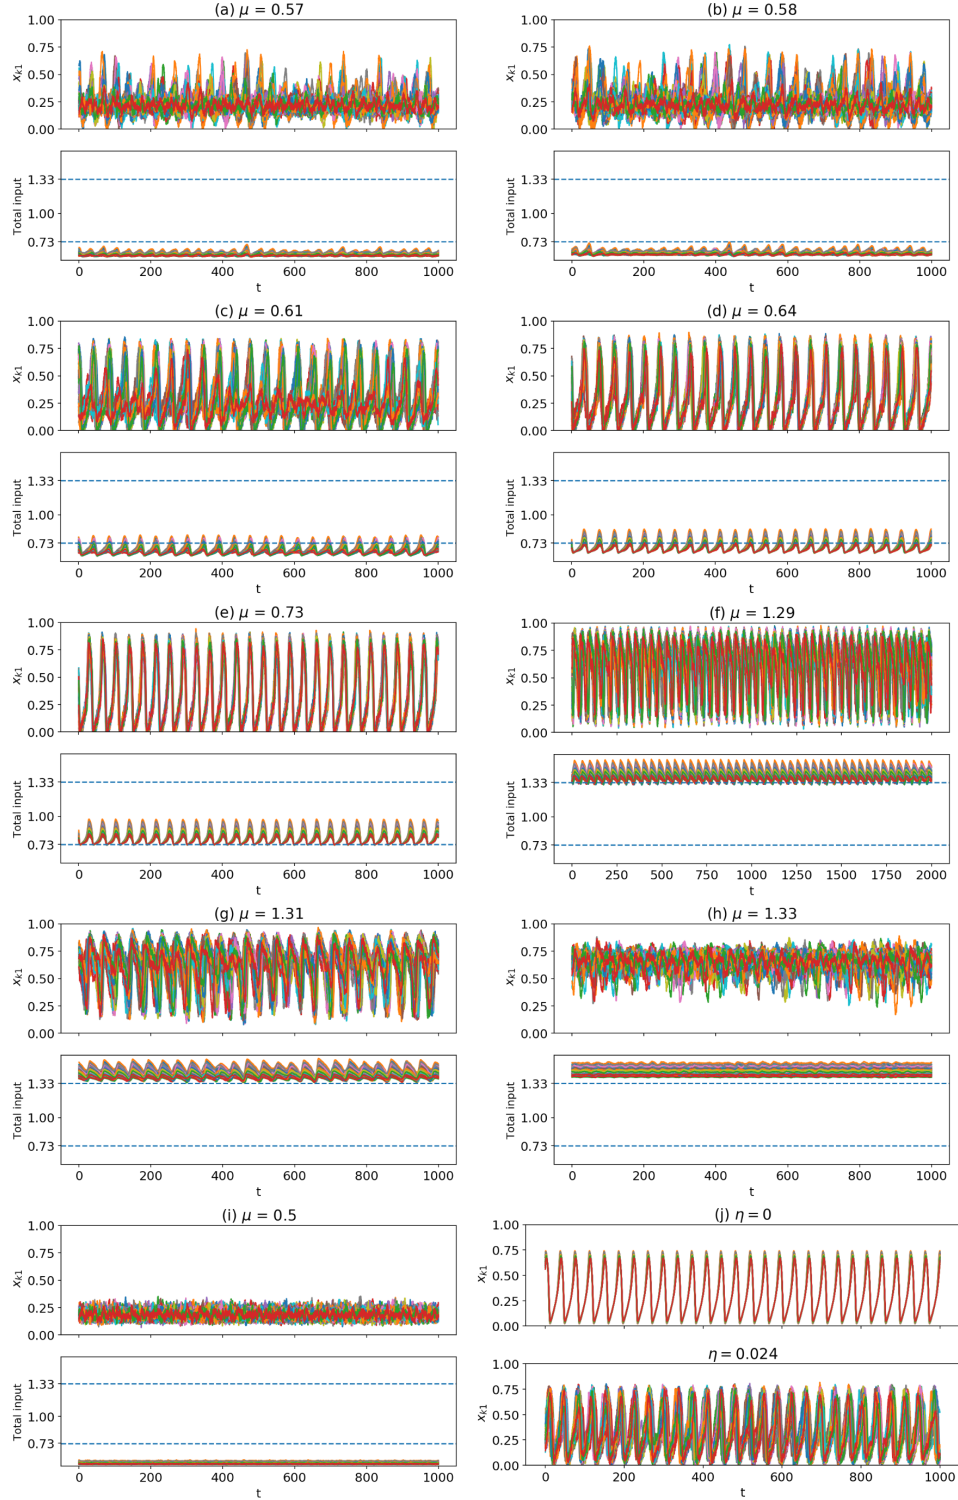 (a) μ = 0.57
1.00
0.75
0.50
0.25
0.00
x_{k1}
1.33
1.00
0.73
Total input
0 200 400 600 800 1000
t
(b) μ = 0.58
1.00
0.75
0.50
0.25
0.00
x_{k1}
1.33
1.00
0.73
Total input
0 200 400 600 800 1000
t
(c) μ = 0.61
1.00
0.75
0.50
0.25
0.00
x_{k1}
1.33
1.00
0.73
Total input
0 200 400 600 800 1000
t
(d) μ = 0.64
1.00
0.75
0.50
0.25
0.00
x_{k1}
1.33
1.00
0.73
Total input
0 200 400 600 800 1000
t
(e) μ = 0.73
1.00
0.75
0.50
0.25
0.00
x_{k1}
1.33
1.00
0.73
Total input
0 200 400 600 800 1000
t
(f) μ = 1.29
1.00
0.75
0.50
0.25
0.00
x_{k1}
1.33
1.00
0.73
Total input
0 250 500 750 1000 1250 1500 1750 2000
t
(g) μ = 1.31
1.00
0.75
0.50
0.25
0.00
x_{k1}
1.33
1.00
0.73
Total input
0 200 400 600 800 1000
t
(h) μ = 1.33
1.00
0.75
0.50
0.25
0.00
x_{k1}
1.33
1.00
0.73
Total input
0 200 400 600 800 1000
t
(i) μ = 0.5
1.00
0.75
0.50
0.25
0.00
x_{k1}
1.33
1.00
0.73
Total input
0 200 400 600 800 1000
t
(j) η = 0
1.00
0.75
0.50
0.25
0.00
x_{k1}
0 200 400 600 800 1000
η = 0.024
1.00
0.75
0.50
0.25
0.00
x_{k1}
0 200 400 600 800 1000
t